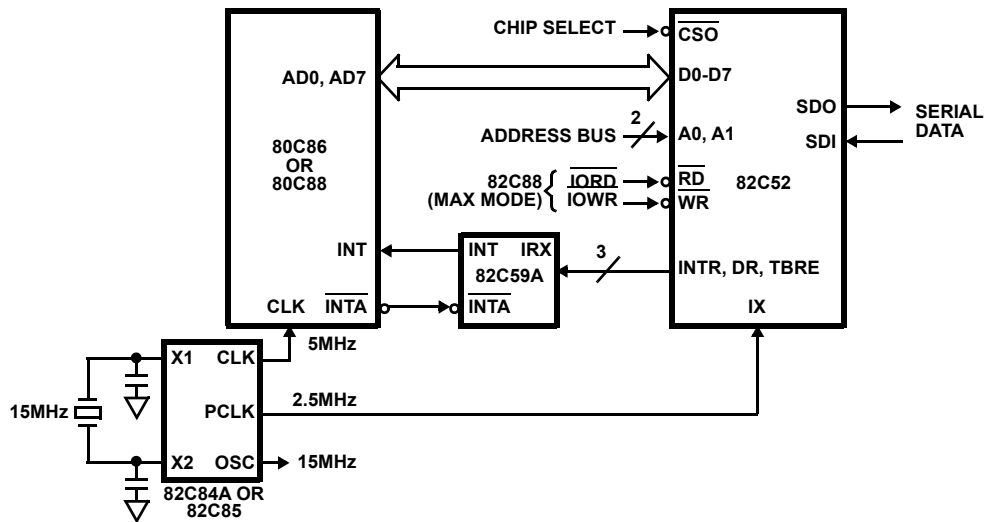 CHIP SELECT
CSO
AD0, AD7
D0-D7
SDO
SERIAL
DATA
SDI
2
ADDRESS BUS
A0, A1
80C86
OR
80C88
82C88
(MAX MODE)
IORD
IOWR
RD
WR
82C52
INT
INT IRX
82C59A
3
INTR, DR, TBRE
CLK INTA
INTA
IX
5MHz
X1 CLK
15MHz
PCLK
2.5MHz
X2 OSC
15MHz
82C84A OR
82C85